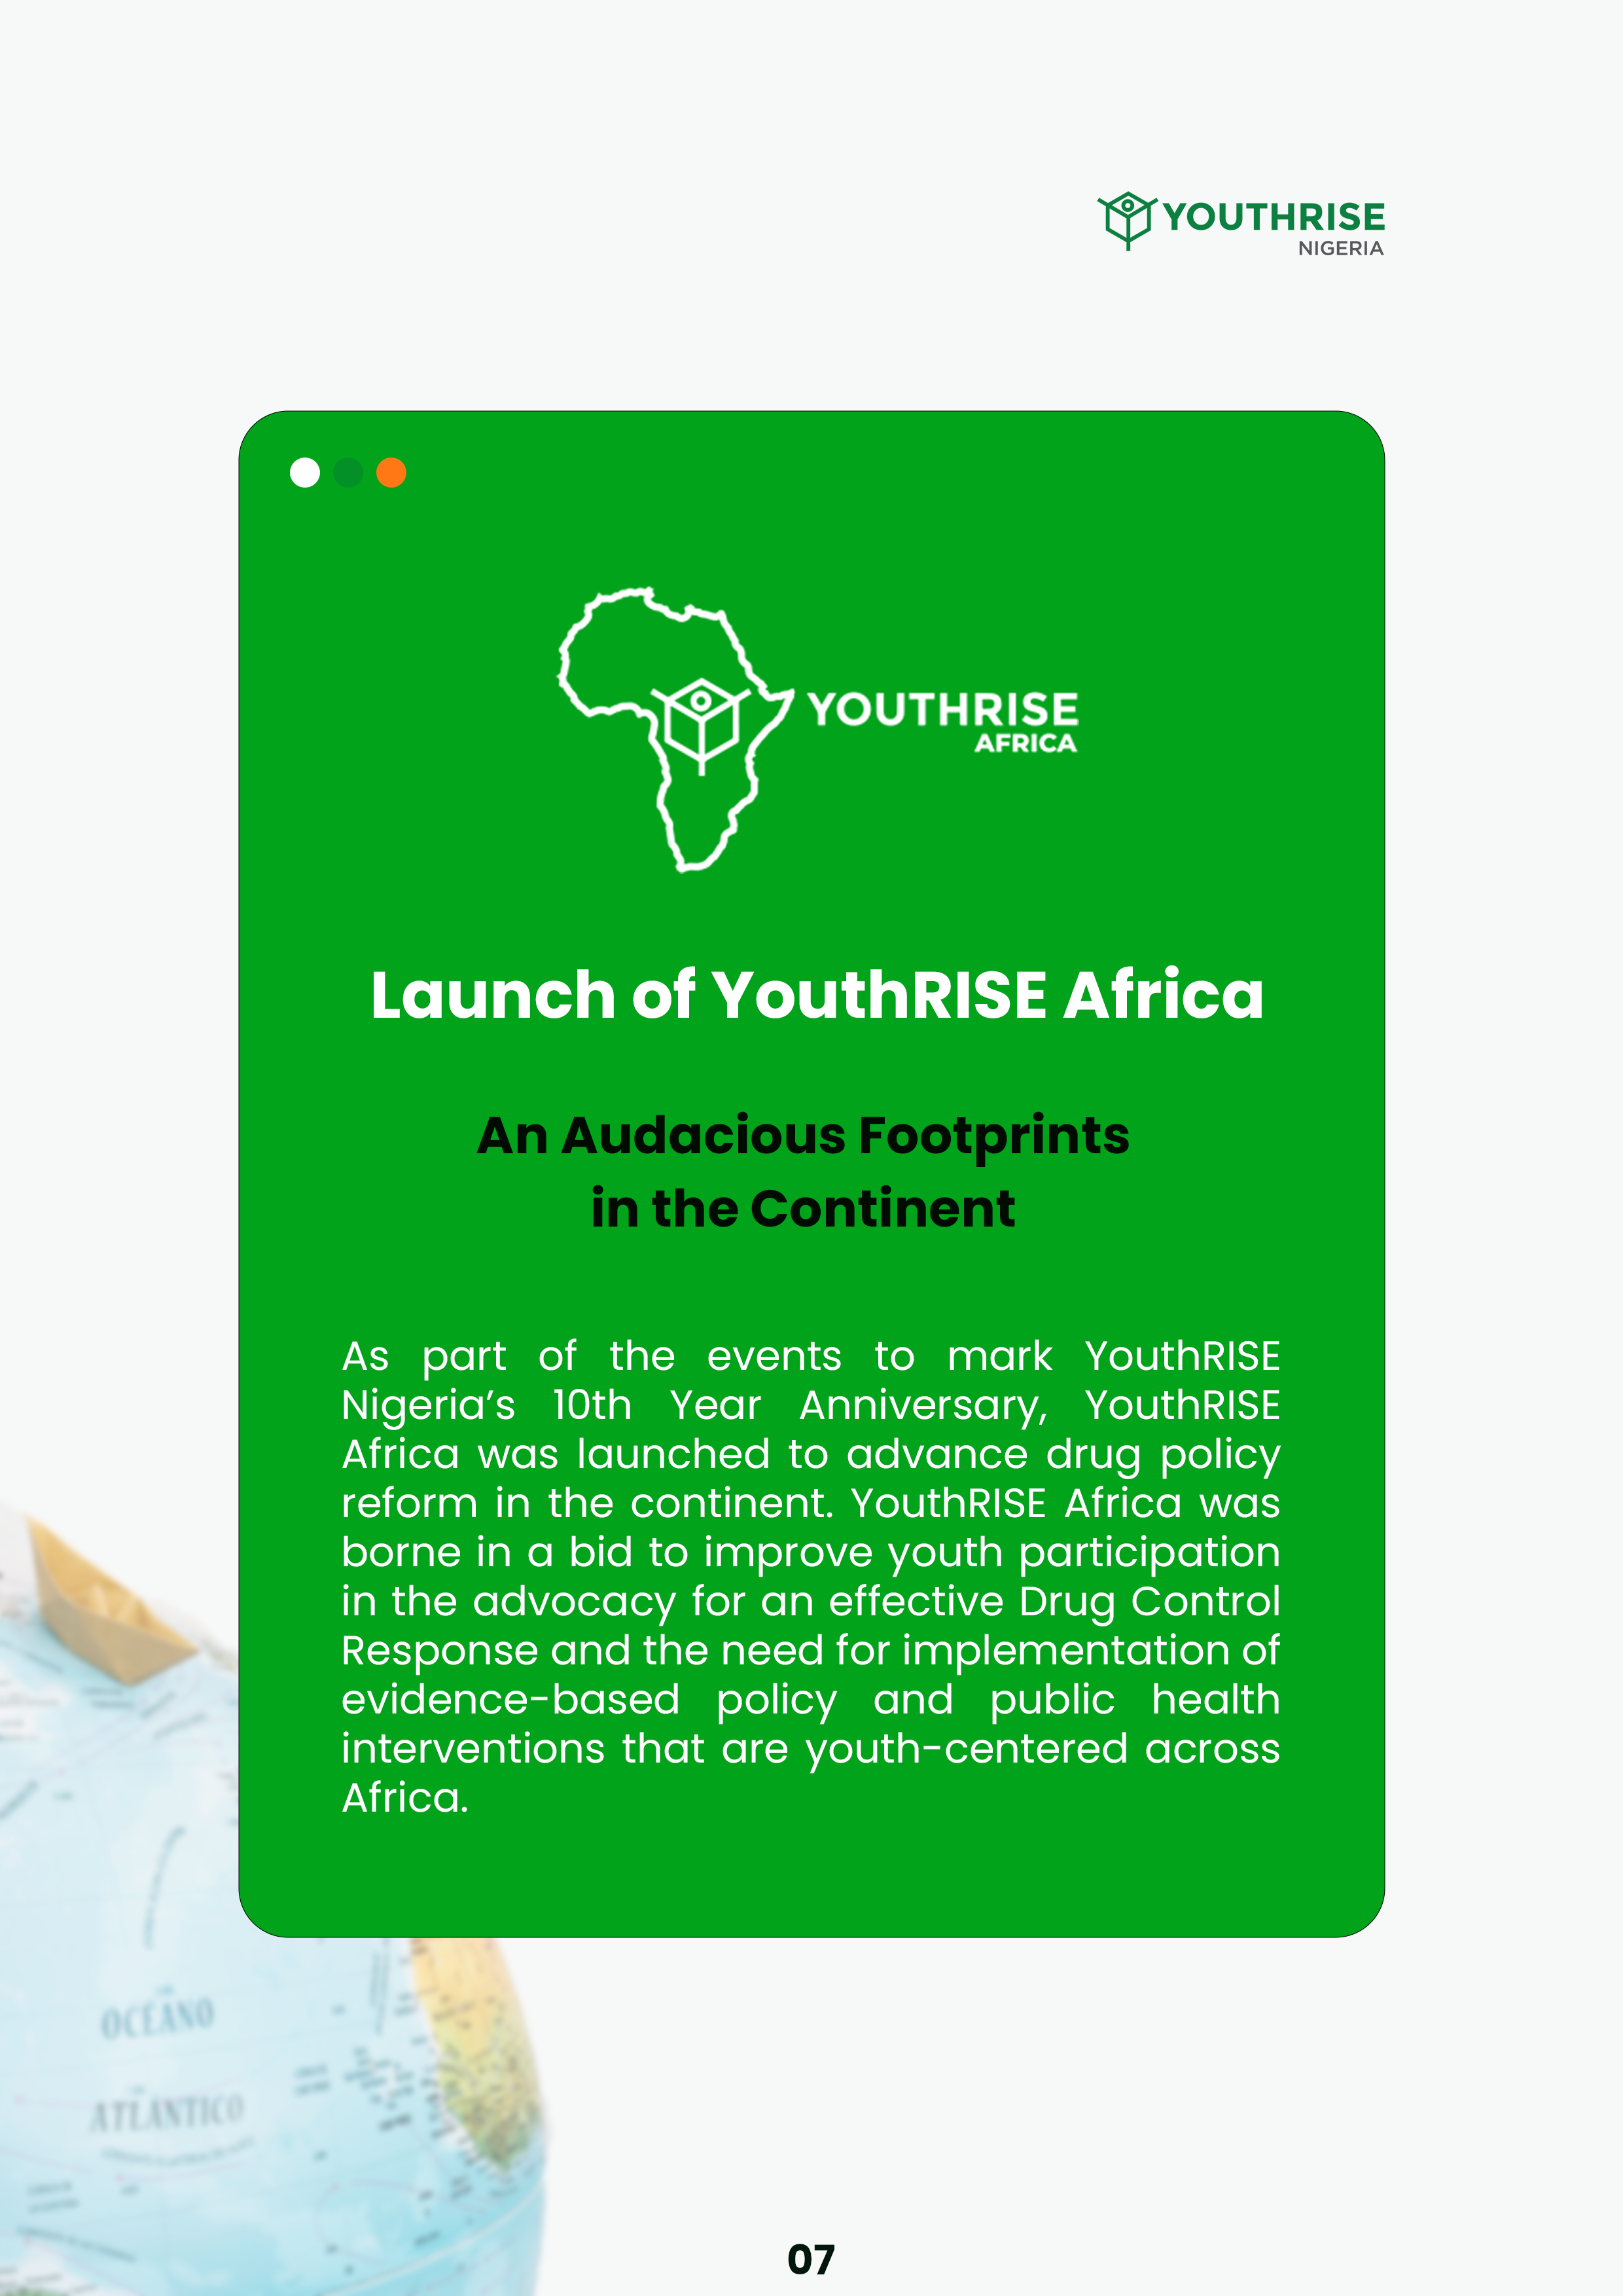 YOUTHRISE
NIGERIA
YOUTHRISE
AFRICA
Launch of YouthRISE Africa
An Audacious Footprints
in the Continent
As part of the events to mark YouthRISE
Nigeria’s 10th Year Anniversary, YouthRISE
Africa was launched to advance drug policy
reform in the continent. YouthRISE Africa was
borne in a bid to improve youth participation
in the advocacy for an effective Drug Control
Response and the need for implementation of
evidence-based policy and public health
interventions that are youth-centered across
Africa.
OCÉANO
ATLÁNTICO
07